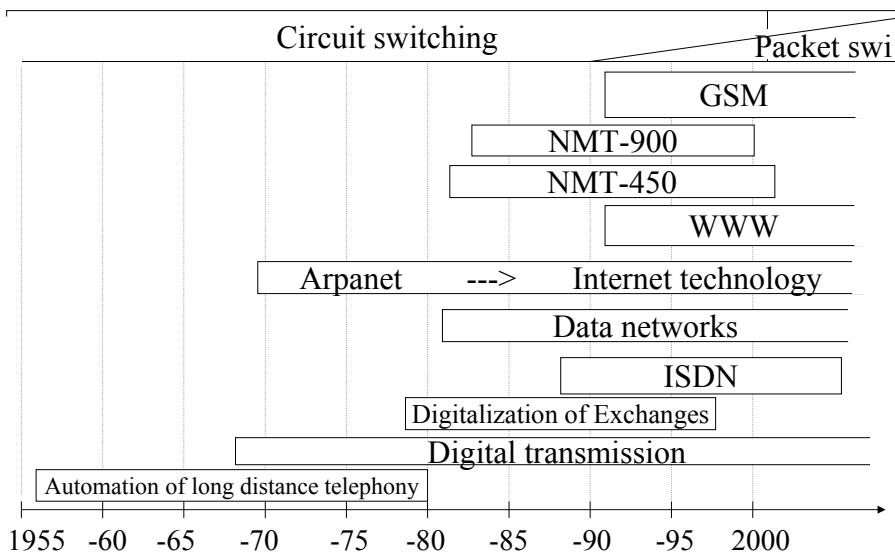 Circuit switching
Packet swi
GSM
NMT-900
NMT-450
WWW
Arpanet ---> Internet technology
Data networks
ISDN
Digitalization of Exchanges
Digital transmission
Automation of long distance telephony
1955 -60 -65 -70 -75 -80 -85 -90 -95 2000